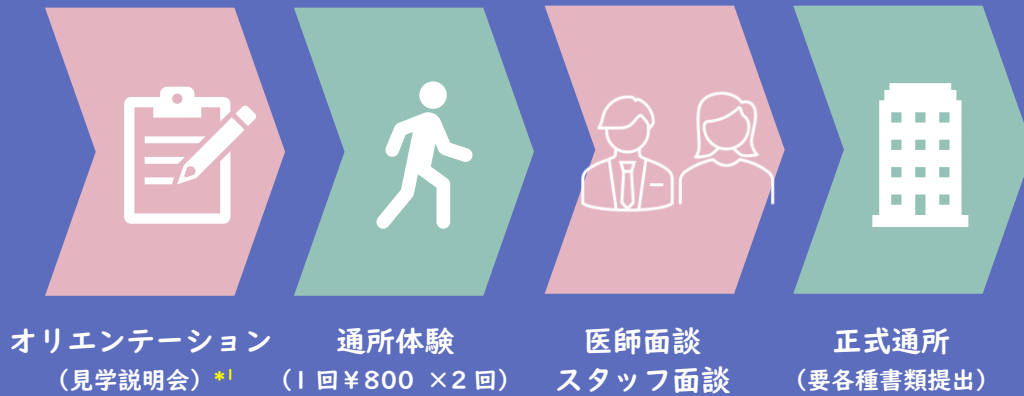 オリエンテーション
（見学説明会）*1
通所体験
（1回￥800 ×2回）
医師面談
スタッフ面談
正式通所
（要各種書類提出）